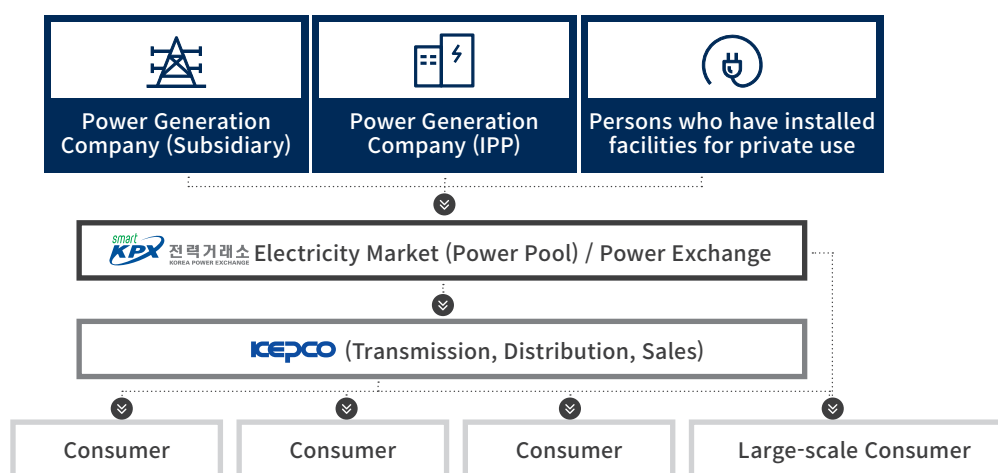 Power Generation
Company (Subsidiary)
Power Generation
Company (IPP)
Persons who have installed
facilities for private use
smart
KPX 전력거래소 Electricity Market (Power Pool) / Power Exchange
KOREA POWER EXCHANGE
KEPCO (Transmission, Distribution, Sales)
Consumer
Consumer
Consumer
Large-scale Consumer